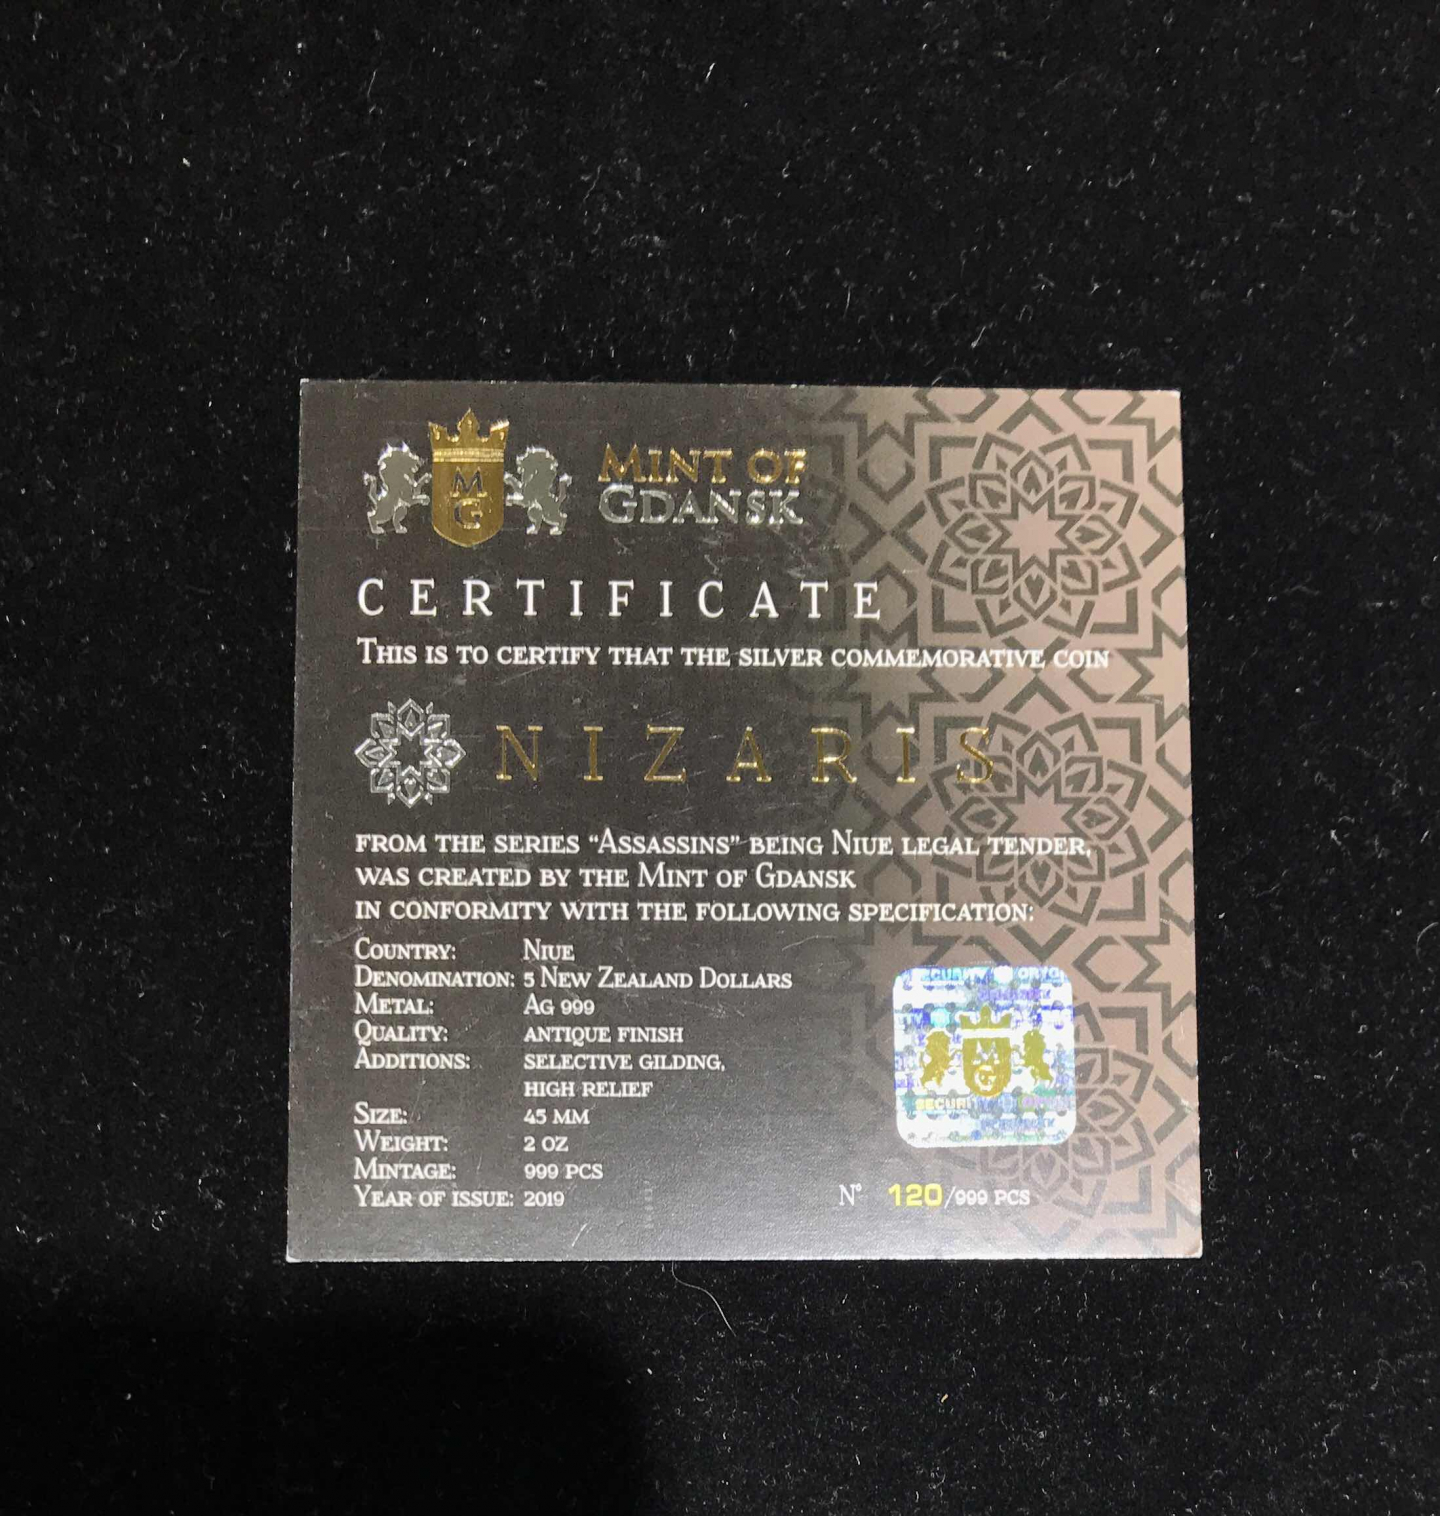 M
G
MINT OF
GDANSK
CERTIFICATE
THIS IS TO CERTIFY THAT THE SILVER COMMEMORATIVE COIN
NIZARIS
FROM THE SERIES “ASSASSINS” BEING NIUE LEGAL TENDER,
WAS CREATED BY THE MINT OF GDANSK
IN CONFORMITY WITH THE FOLLOWING SPECIFICATION:
COUNTRY: NIUE
DENOMINATION: 5 NEW ZEALAND DOLLARS
METAL: AG 999
QUALITY: ANTIQUE FINISH
ADDITIONS: SELECTIVE GILDING,
HIGH RELIEF
SIZE: 45 MM
WEIGHT: 2 OZ
MINTAGE: 999 PCS
YEAR OF ISSUE: 2019
M
G
N° 120/999 PCS